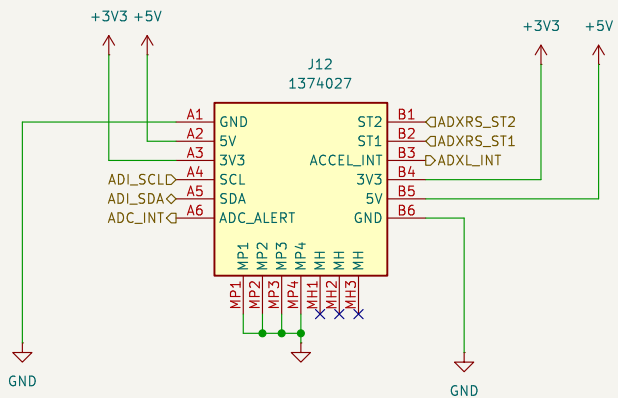 +3V3 +5V
+3V3 +5V
J12
1374027
A1 GND ST2 B1 ADXRS_ST2
A2 5V ST1 B2 ADXRS_ST1
A3 3V3 ACCEL_INT B3 ADXL_INT
ADI_SCL A4 SCL 3V3 B4
ADI_SDA A5 SDA 5V B5
ADC_INT A6 ADC_ALERT GND B6
MP1 MP2 MP3 MP4 MH MH MH
MP1 MP2 MP3 MP4 MH1 MH2 MH3
GND
GND